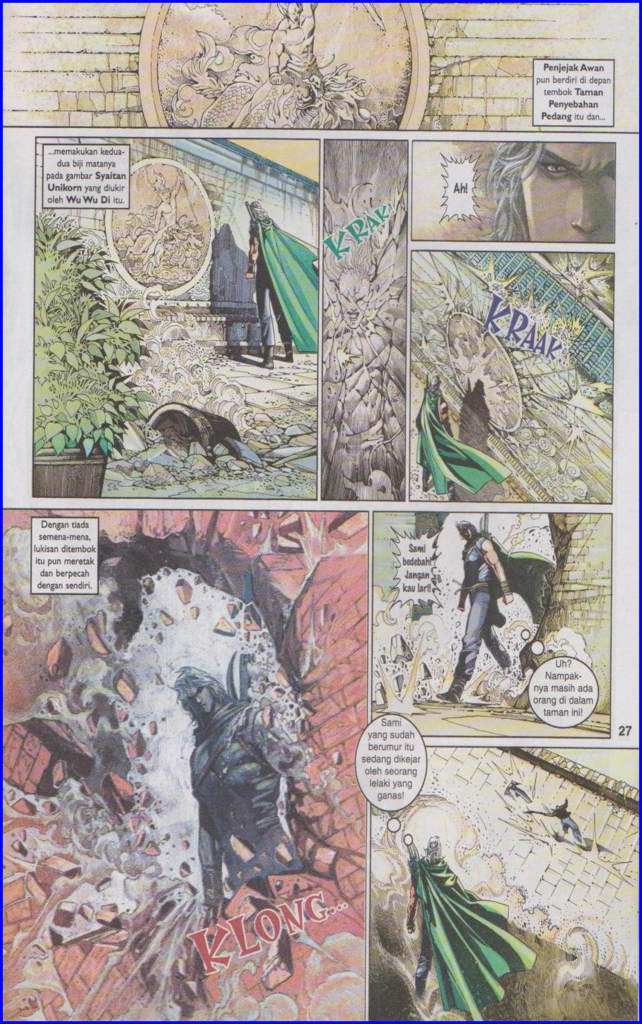 Penjejak Awan
pun berdiri di depan
tembok Taman
Penyebahan
Pedang itu dan...
...memakukan kedua-
dua biji matanya
pada gambar Syaitan
Unikorn yang diukir
oleh Wu Wu Di itu.
KRAK!
Ah!
KRAAK
Dengan tiada
semena-mena,
lukisan ditembok
itu pun meretak
dan berpecah
dengan sendiri.
KLONG...
Sami
bedebah!
Jangan
kau lari!
Uh?
Nampak-
nya masih ada
orang di dalam
taman ini!
27
Sami
yang sudah
berumur itu
sedang dikejar
oleh seorang
lelaki yang
ganas!